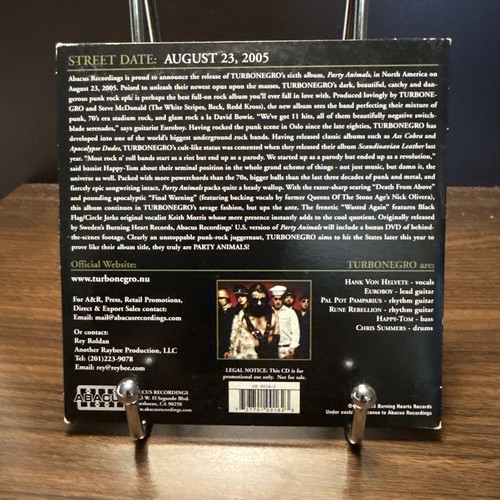 STREET DATE: AUGUST 23, 2005
Abacus Recordings is proud to announce the release of TURBONEGRO's sixth album, Party Animals, in North America on
August 23, 2005. Poised to unleash their newest opus upon the masses, TURBONEGRO's dark, beautiful, catchy and dan-
gerous punk rock epic is perhaps the best full-on rock album you'll ever fall in love with. Produced lovingly by TURBONE-
GRO and Steve McDonald (The White Stripes, Beck, Redd Kross), the new album sees the band perfecting their mixture of
punk, 70's era stadium rock, and glam rock a la David Bowie. "We've got 11 hits, all of them beautifully negative switch-
blade serenades," says guitarist Euroboy. Having rocked the punk scene in Oslo since the late eighties, TURBONEGRO has
developed into one of the world's biggest underground rock bands. Having released classic albums such as Ass Cobra and
Apocalypse Dudes, TURBONEGRO's cult-like status was cemented when they released their album Scandinavian Leather last
year. "Most rock n' roll bands start as a riot but end up as a parody. We started up as a parody but ended up as a revolution,"
said bassist Happy-Tom about their seminal position in the whole grand scheme of things - not just music, but damn it, the
universe as well. Packed with more powerchords than the 70s, bigger balls than the last three decades of punk and metal, and
fiercely epic songwriting intact, Party Animals packs quite a heady wallop. With the razor-sharp searing "Death From Above"
and pounding apocalyptic "Final Warning" (featuring backing vocals by former Queens Of The Stone Age's Nick Olivera),
this album continues in TURBONEGRO's savage fashion, but ups the ante. The frenetic "Wasted Again" features Black
Flag/Circle Jerks original vocalist Keith Morris whose mere presence instantly adds to the cool quotient. Originally released
by Sweden's Burning Heart Records, Abacus Recordings' U.S. version of Party Animals will include a bonus DVD of behind-
the-scenes footage. Clearly an unstoppable punk-rock juggernaut, TURBONEGRO aims to hit the States later this year to
prove like their album title, they truly are PARTY ANIMALS!
Official Website:
www.turbonegro.nu
For A&R, Press, Retail Promotions,
Direct & Export Sales contact:
Email: mail@abacusrecordings.com
Or contact:
Rey Roldan
Another Raybee Production, LLC
Tel: (201)223-9078
Email: rey@reybee.com
TURBONEGRO are:
HANK VON HELVETE - vocals
EUROBOY - lead guitar
PAL POT PAMPARIUS - rhythm guitar
RUNE REBELLION - rhythm guitar
HAPPY-TOM - bass
CHRIS SUMMERS - drums
LEGAL NOTICE: This CD is for
promotional use only. Not for sale.
ABACUS
ABACUS RECORDINGS
W. El Segundo Blvd.
CA 90250
abacusrecordings.com
Burning Hearts Records
Under exclusive license to Abacus Recordings